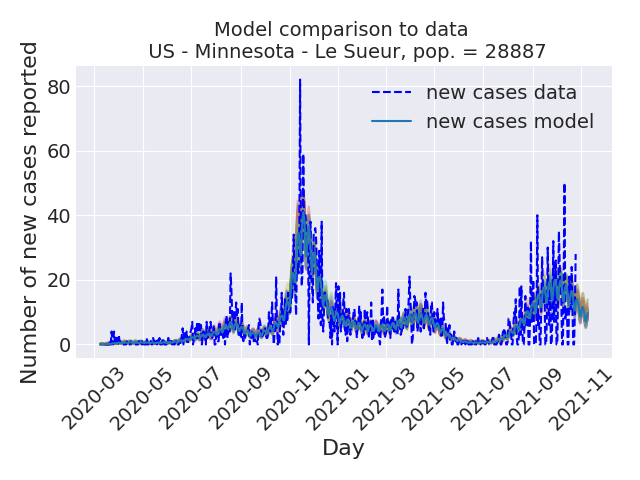 Model comparison to data
US - Minnesota - Le Sueur, pop. = 28887
Number of new cases reported
80
60
40
20
0
new cases data
new cases model
2020-03
2020-05
2020-07
2020-09
2020-11
2021-01
2021-03
2021-05
2021-07
2021-09
2021-11
Day